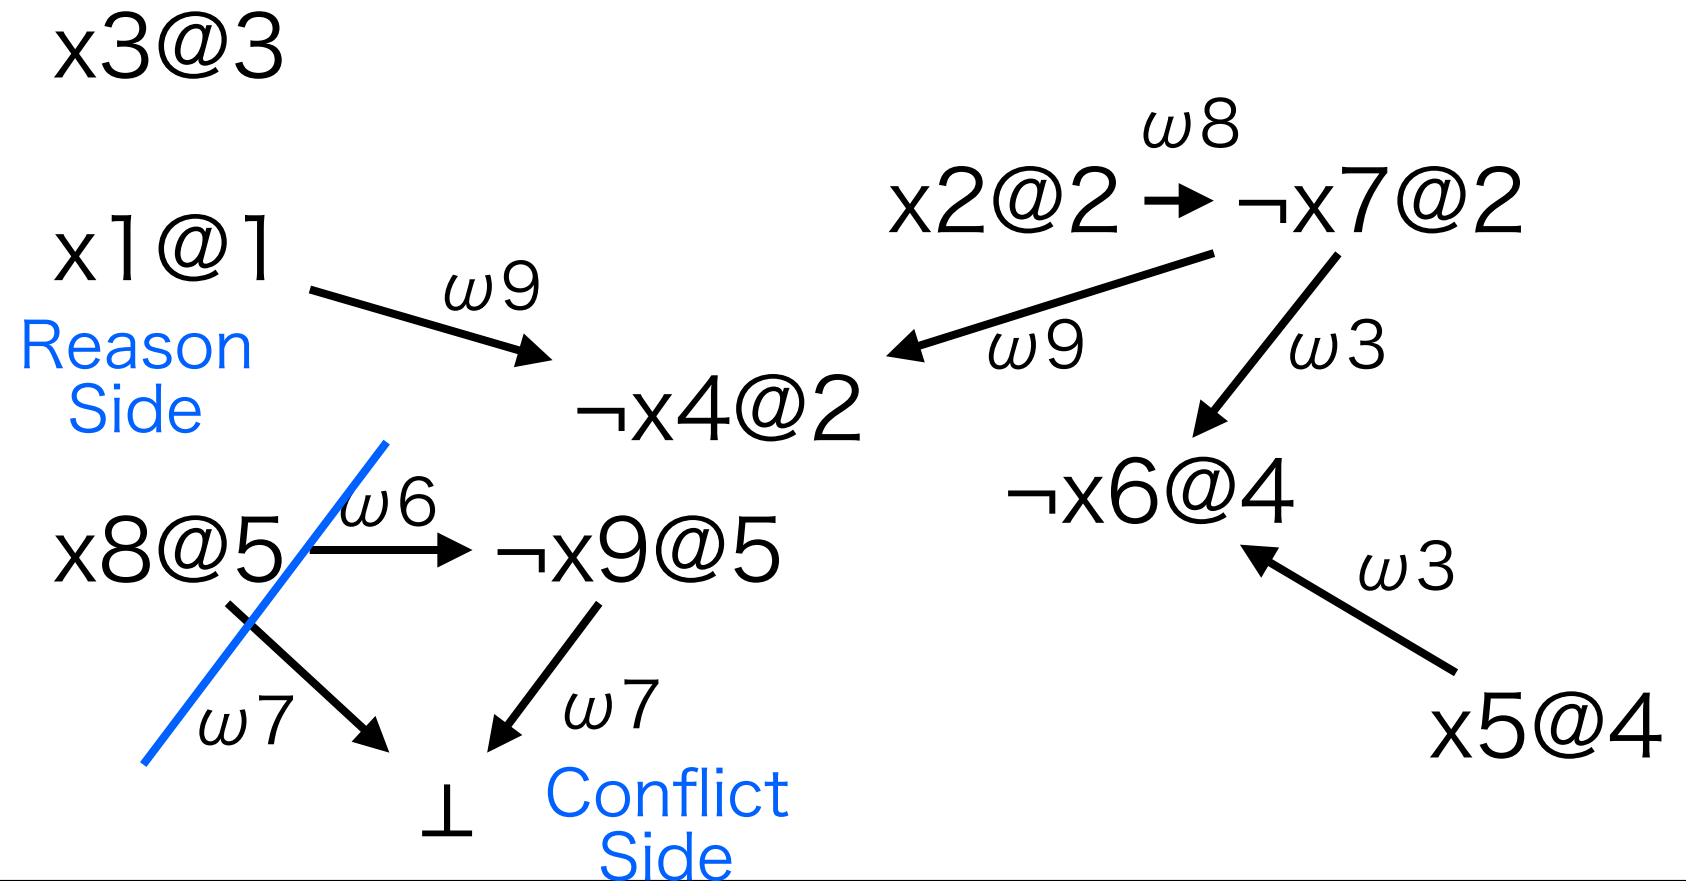 x3@3
ω8
x2@2
¬x7@2
x1@1
ω9
Reason
Side
ω9
ω3
¬x4@2
ω6
¬x6@4
x8@5
¬x9@5
ω3
ω7
ω7
x5@4
⊥
Conflict
Side